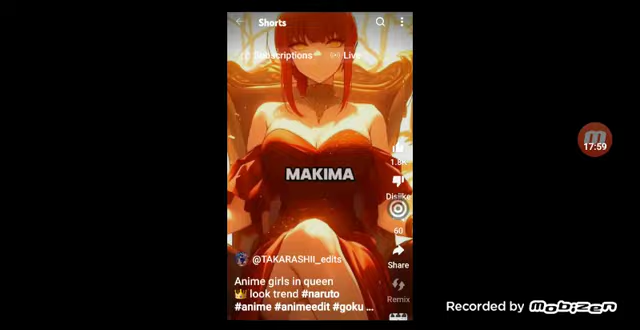 Shorts
Subscriptions
Live
1.8K
MAKIMA
Dislike
60
@TAKARASHII_edits
Share
Anime girls in queen
👑 look trend #naruto
#anime #animeedit #goku ...
Remix
17:59
Recorded by mobizen